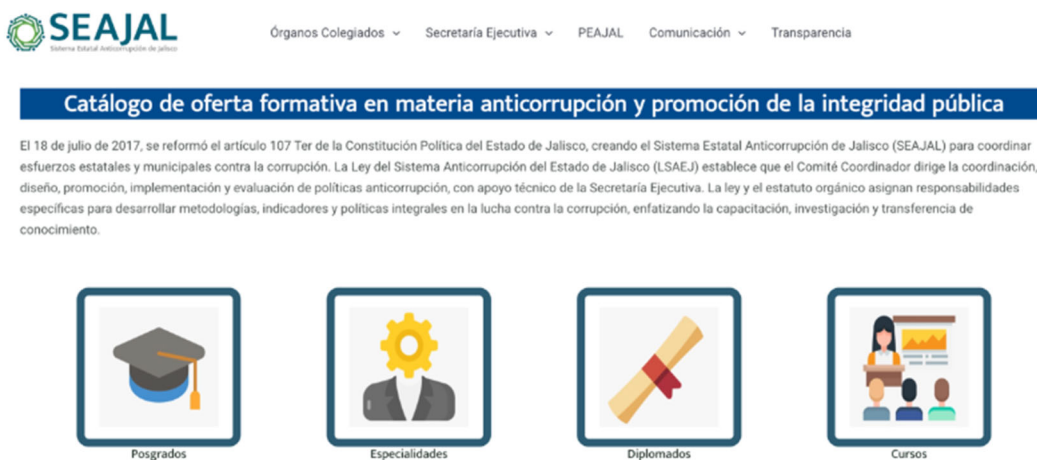 SEAJAL
Sistema Estatal Anticorrupción de Jalisco
Órganos Colegiados
Secretaría Ejecutiva
PEAJAL
Comunicación
Transparencia
Catálogo de oferta formativa en materia anticorrupción y promoción de la integridad pública
El 18 de julio de 2017, se reformó el artículo 107 Ter de la Constitución Política del Estado de Jalisco, creando el Sistema Estatal Anticorrupción de Jalisco (SEAJAL) para coordinar
esfuerzos estatales y municipales contra la corrupción. La Ley del Sistema Anticorrupción del Estado de Jalisco (LSAEJ) establece que el Comité Coordinador dirige la coordinación,
diseño, promoción, implementación y evaluación de políticas anticorrupción, con apoyo técnico de la Secretaría Ejecutiva. La ley y el estatuto orgánico asignan responsabilidades
específicas para desarrollar metodologías, indicadores y políticas integrales en la lucha contra la corrupción, enfatizando la capacitación, investigación y transferencia de
conocimiento.
Posgrados
Especialidades
Diplomados
Cursos